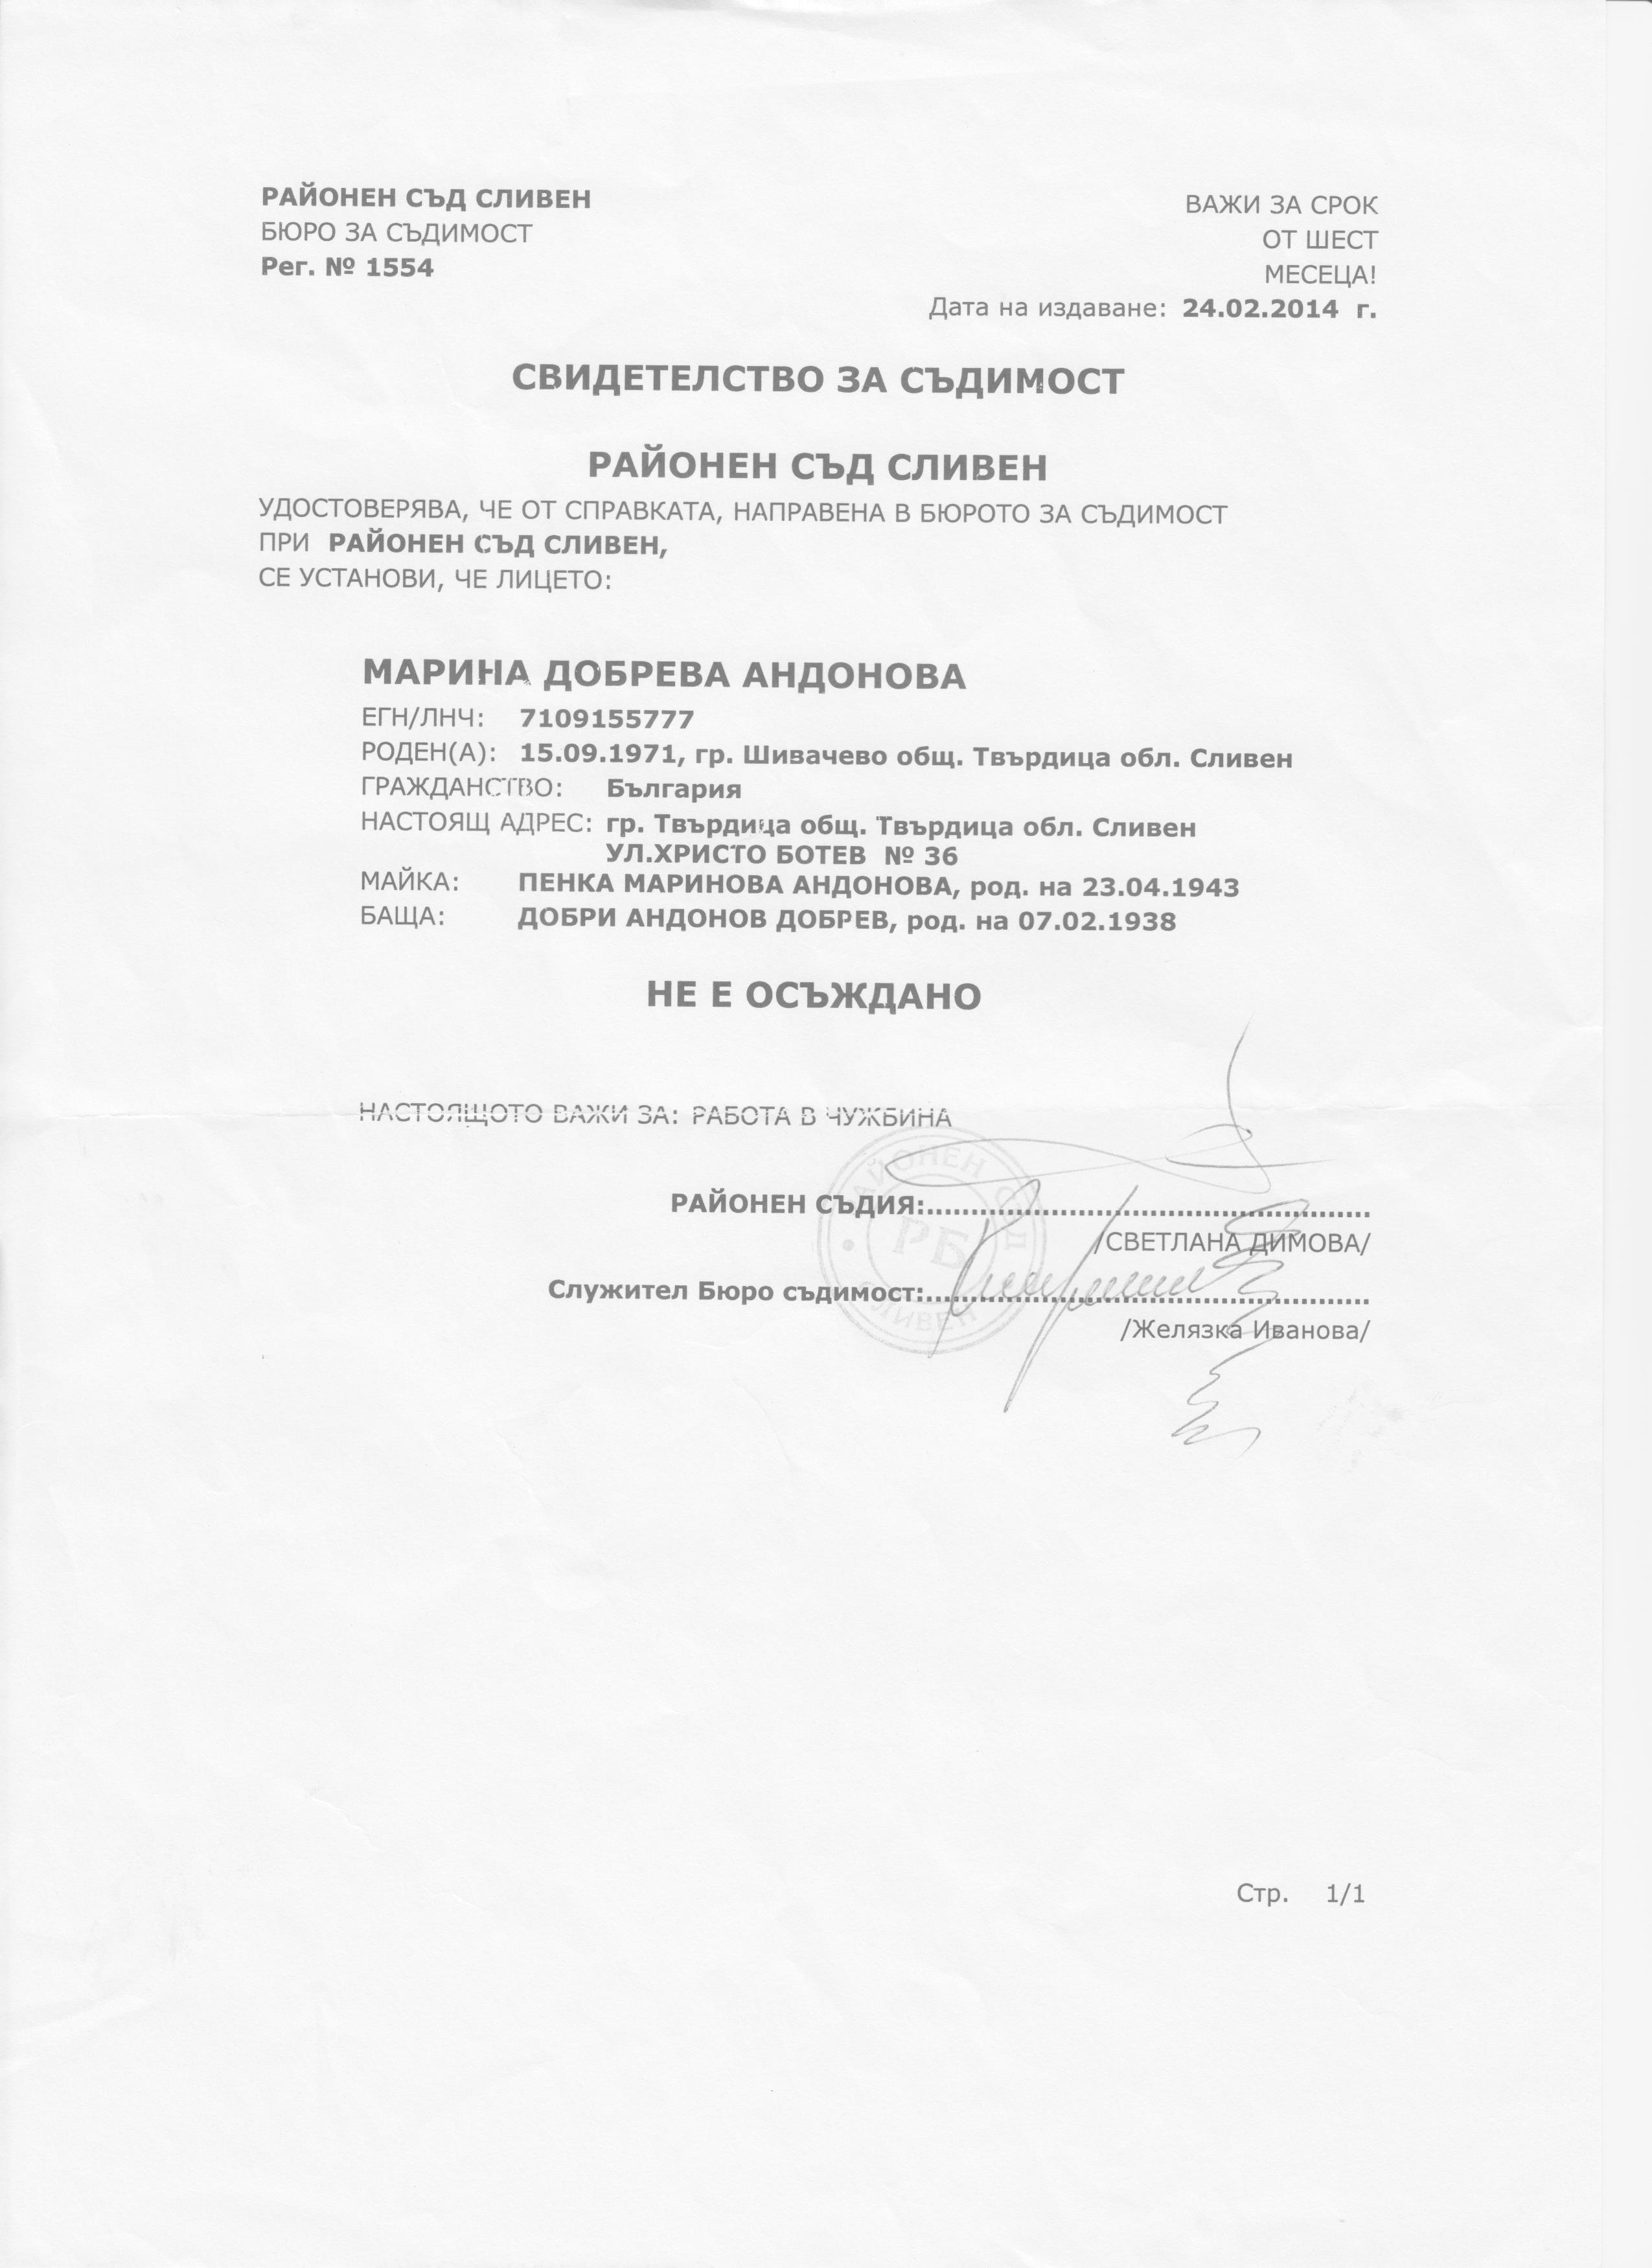 РАЙОНЕН СЪД СЛИВЕН
БЮРО ЗА СЪДИМОСТ
Рег. № 1554
ВАЖИ ЗА СРОК
ОТ ШЕСТ
МЕСЕЦА!
Дата на издаване: 24.02.2014 г.
СВИДЕТЕЛСТВО ЗА СЪДИМОСТ
РАЙОНЕН СЪД СЛИВЕН
УДОСТОВЕРЯВА, ЧЕ ОТ СПРАВКАТА, НАПРАВЕНА В БЮРОТО ЗА СЪДИМОСТ
ПРИ РАЙОНЕН СЪД СЛИВЕН,
СЕ УСТАНОВИ, ЧЕ ЛИЦЕТО:
МАРИНА ДОБРЕВА АНДОНОВА
ЕГН/ЛНЧ: 7109155777
РОДЕН(А): 15.09.1971, гр. Шивачево общ. Твърдица обл. Сливен
ГРАЖДАНСТВО: България
НАСТОЯЩ АДРЕС: гр. Твърдица общ. Твърдица обл. Сливен
УЛ.ХРИСТО БОТЕВ № 36
МАЙКА: ПЕНКА МАРИНОВА АНДОНОВА, род. на 23.04.1943
БАЩА: ДОБРИ АНДОНОВ ДОБРЕВ, род. на 07.02.1938
НЕ Е ОСЪЖДАНО
НАСТОЯЩОТО ВАЖИ ЗА: РАБОТА В ЧУЖБИНА
РАЙОНЕН СЪДИЯ:..................................................
/СВЕТЛАНА ДИМОВА/
Служител Бюро съдимост:..................................................
/Желязка Иванова/
РАЙОНЕН СЪД
РБ
СЛИВЕН
Стр. 1/1